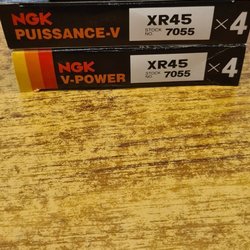 NGK XR45 ×4
PUISSANCE-V STOCK NO. 7055
NGK XR45 ×4
V-POWER STOCK NO. 7055